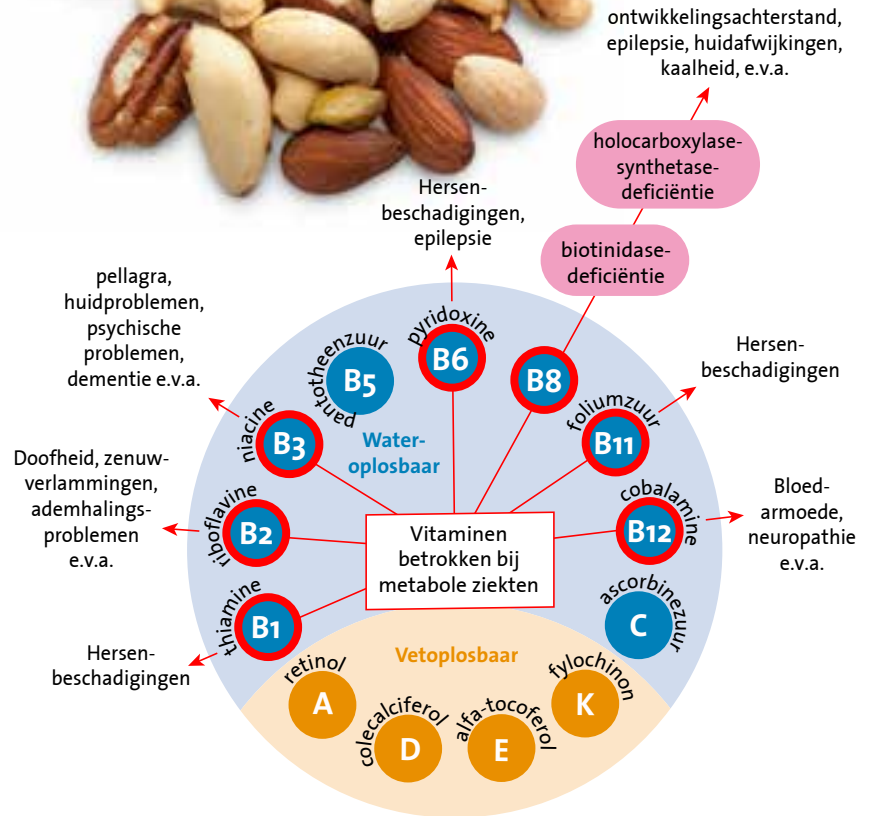 ontwikkelingsachterstand,
epilepsie, huidafwijkingen,
kaalheid, e.v.a.
holocarboxylase-
synthetase-
deficiëntie
biotinidase-
deficiëntie
Hersen-
beschadigingen,
epilepsie
pellagra,
huidproblemen,
psychische
problemen,
dementie e.v.a.
Doofheid, zenuw-
verlammingen,
ademhalings-
problemen
e.v.a.
Hersen-
beschadigingen
Hersen-
beschadigingen
Bloed-
armoede,
neuropathie
e.v.a.
thiamine
B1
riboflavine
B2
niacine
B3
pantotheenzuur
B5
pyridoxine
B6
B8
foliumzuur
B11
cobalamine
B12
ascorbinezuur
C
Water-
oplosbaar
Vitaminen
betrokken bij
metabole ziekten
Vetoplosbaar
retinol
A
colecalciferol
D
alfa-tocoferol
E
fylochinon
K